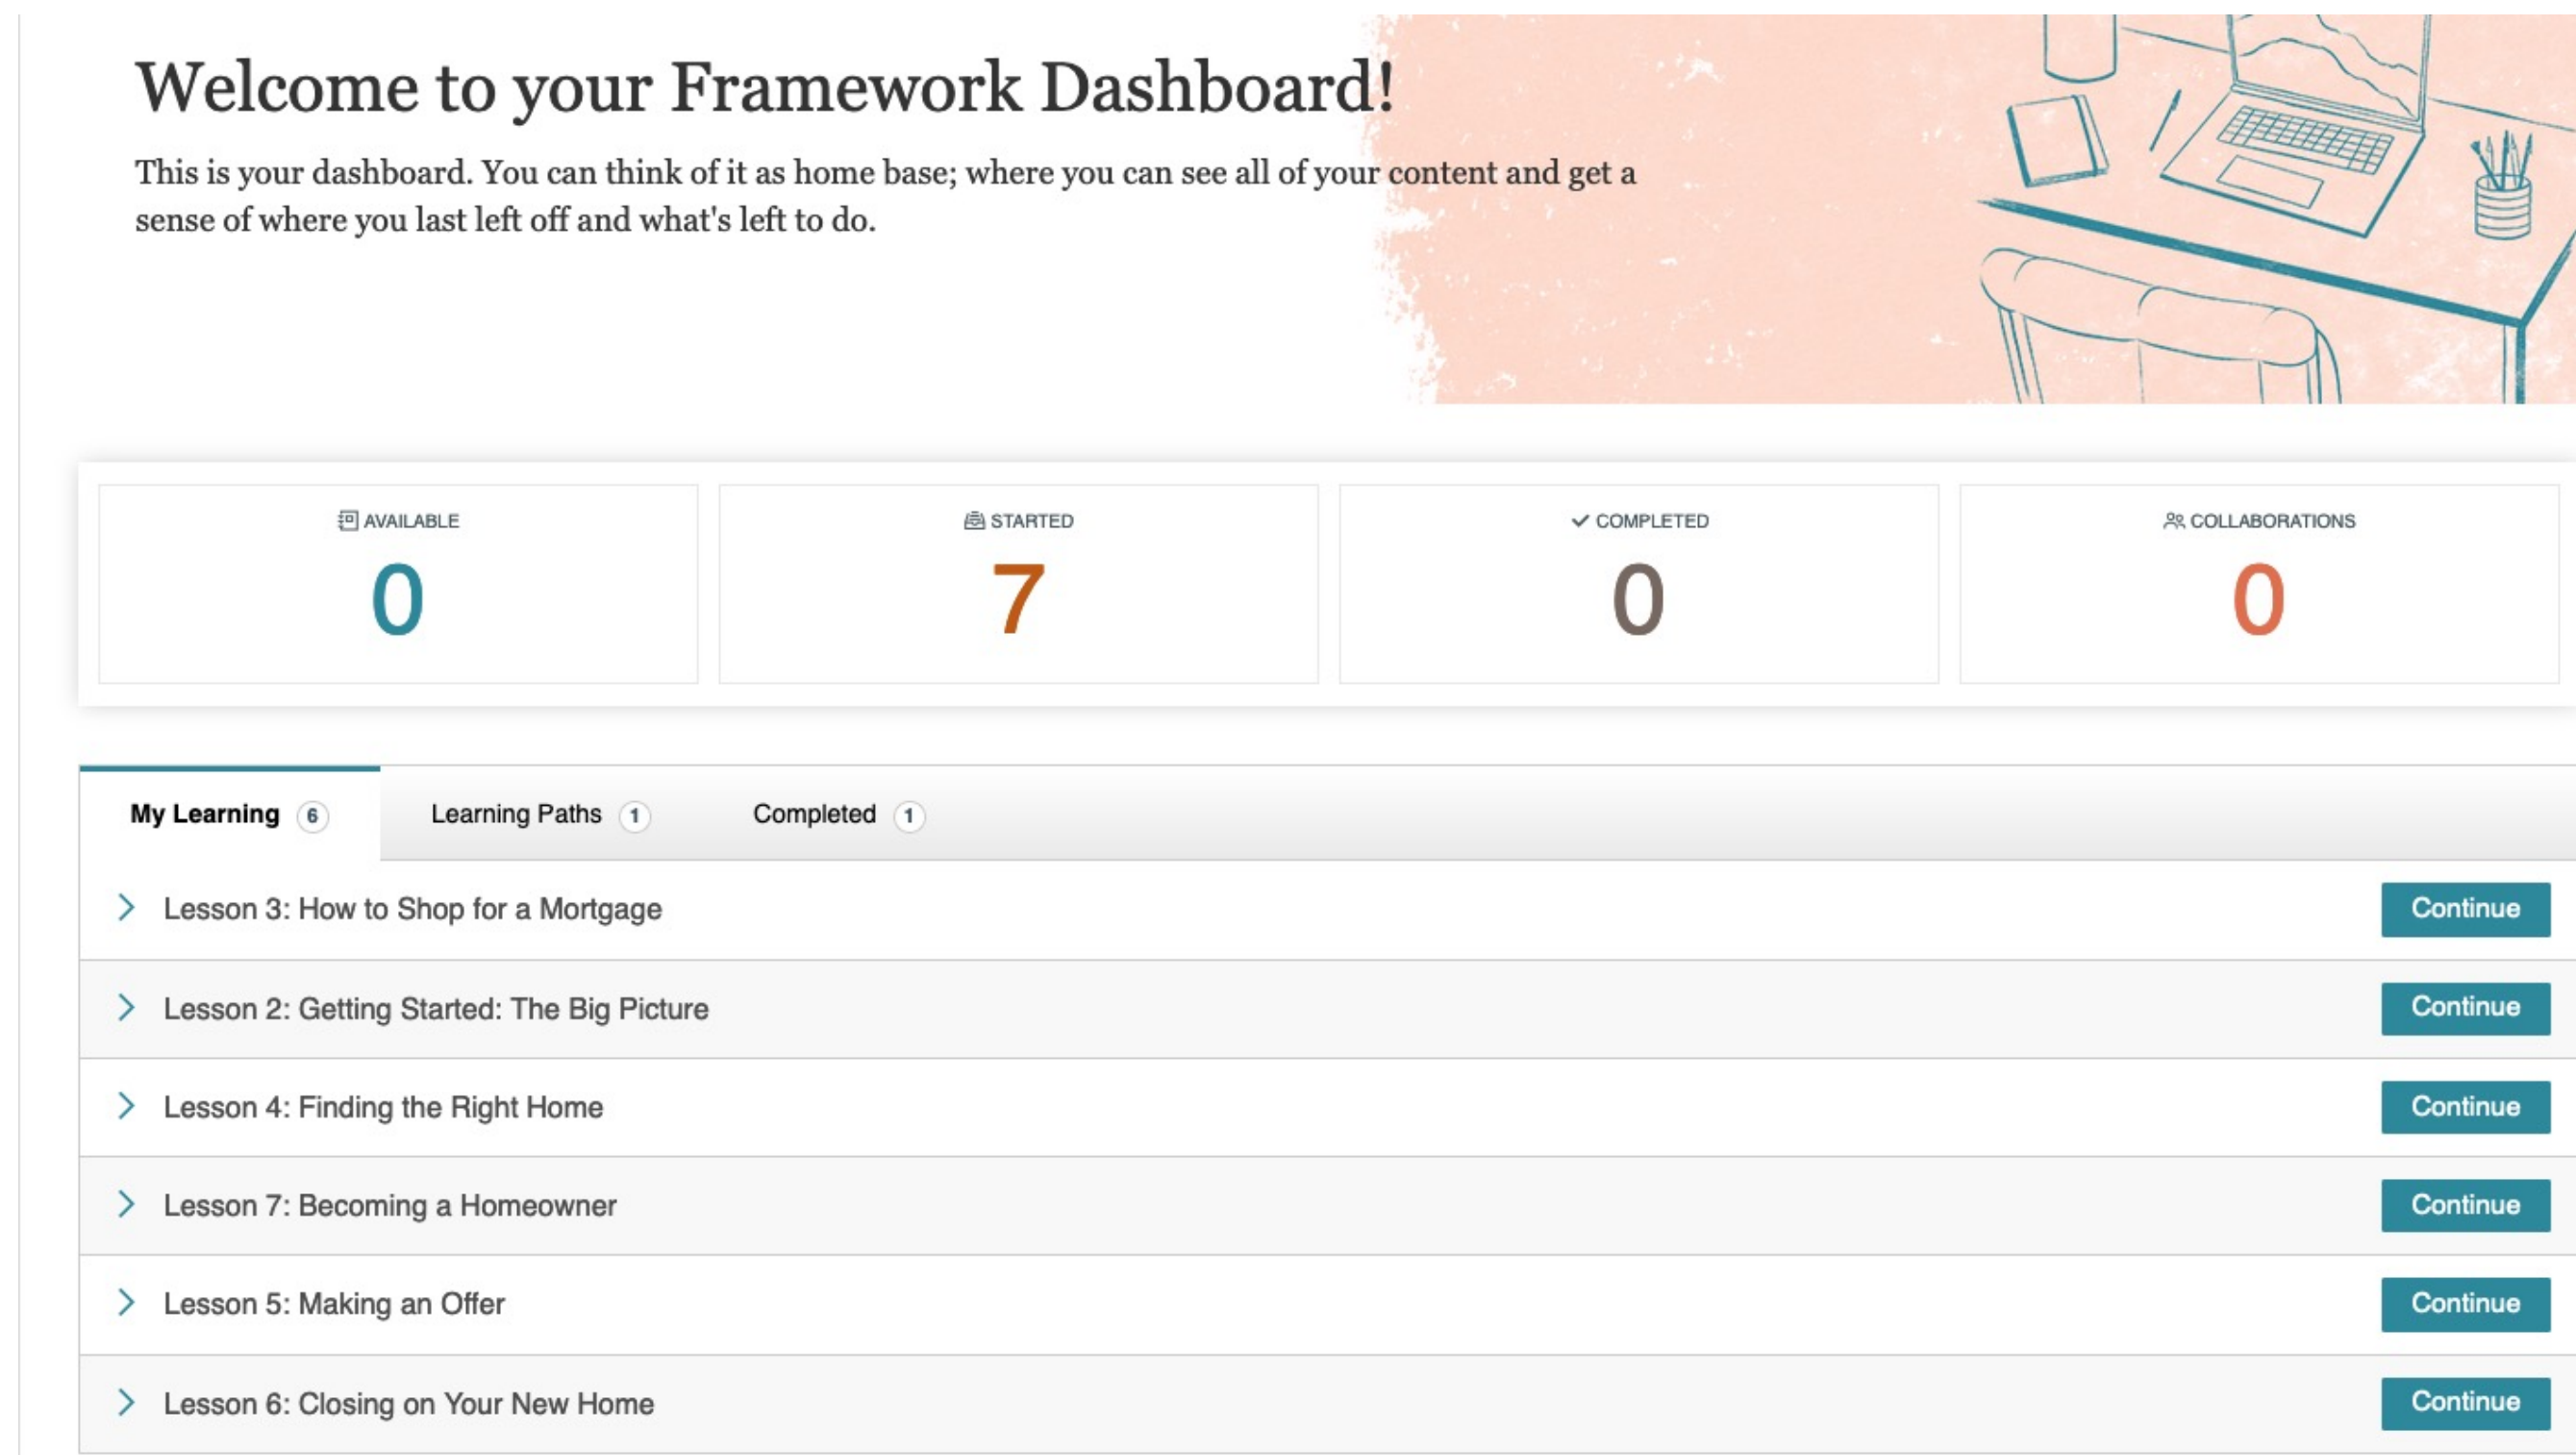 Welcome to your Framework Dashboard!
This is your dashboard. You can think of it as home base; where you can see all of your content and get a
sense of where you last left off and what's left to do.
AVAILABLE
0
STARTED
7
COMPLETED
0
COLLABORATIONS
0
My Learning 6
Learning Paths 1
Completed 1
Lesson 3: How to Shop for a Mortgage
Continue
Lesson 2: Getting Started: The Big Picture
Continue
Lesson 4: Finding the Right Home
Continue
Lesson 7: Becoming a Homeowner
Continue
Lesson 5: Making an Offer
Continue
Lesson 6: Closing on Your New Home
Continue